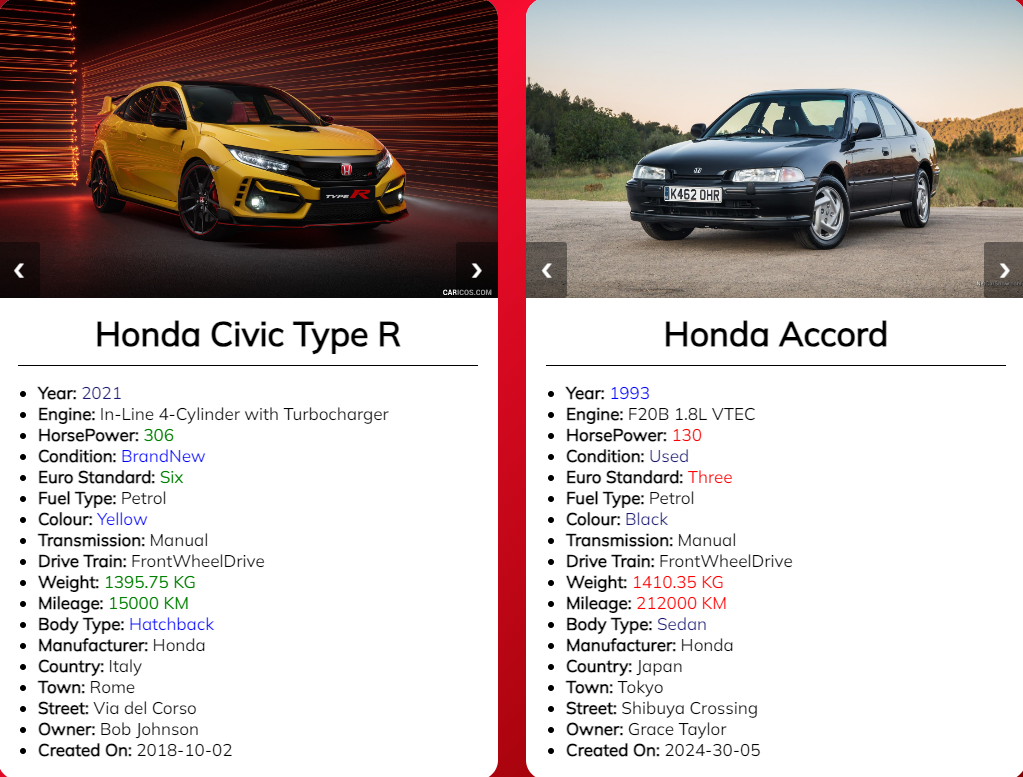 TYPE R
CARICOS.COM
Honda Civic Type R
Year: 2021
Engine: In-Line 4-Cylinder with Turbocharger
HorsePower: 306
Condition: BrandNew
Euro Standard: Six
Fuel Type: Petrol
Colour: Yellow
Transmission: Manual
Drive Train: FrontWheelDrive
Weight: 1395.75 KG
Mileage: 15000 KM
Body Type: Hatchback
Manufacturer: Honda
Country: Italy
Town: Rome
Street: Via del Corso
Owner: Bob Johnson
Created On: 2018-10-02
K462 OHR
Honda Accord
Year: 1993
Engine: F20B 1.8L VTEC
HorsePower: 130
Condition: Used
Euro Standard: Three
Fuel Type: Petrol
Colour: Black
Transmission: Manual
Drive Train: FrontWheelDrive
Weight: 1410.35 KG
Mileage: 212000 KM
Body Type: Sedan
Manufacturer: Honda
Country: Japan
Town: Tokyo
Street: Shibuya Crossing
Owner: Grace Taylor
Created On: 2024-30-05